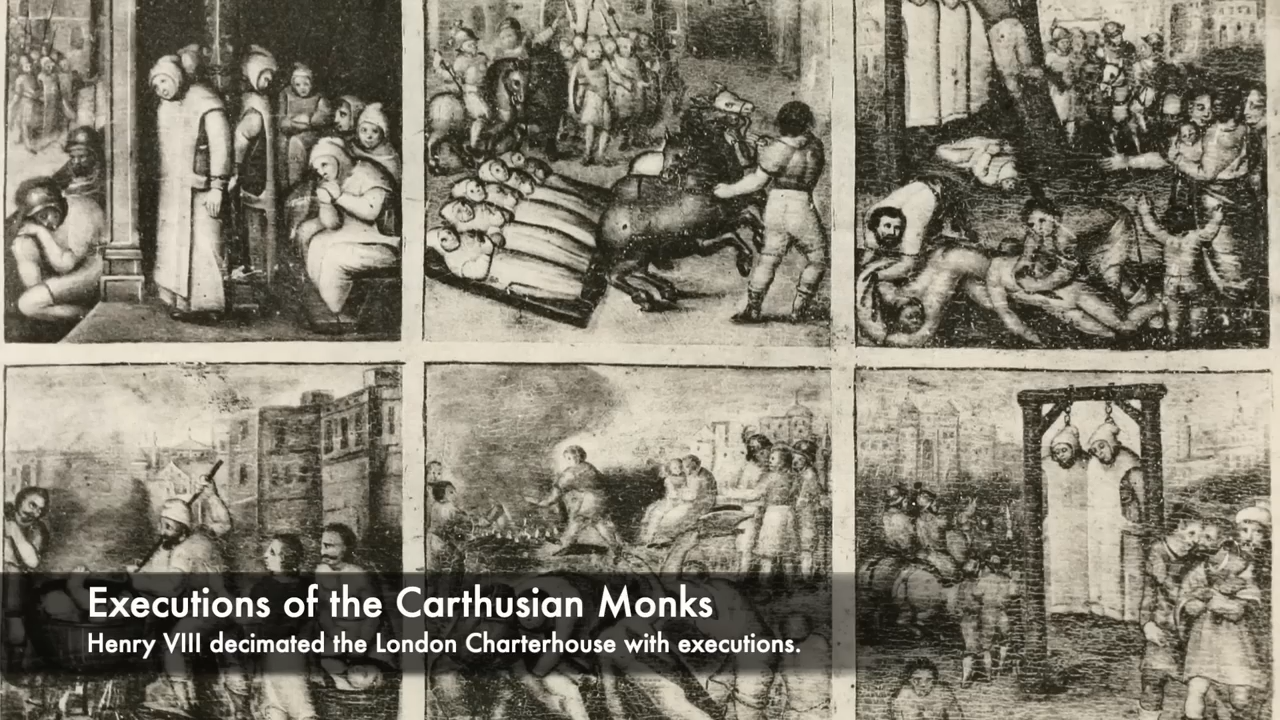 Executions of the Carthusian Monks
Henry VIII decimated the London Charterhouse with executions.